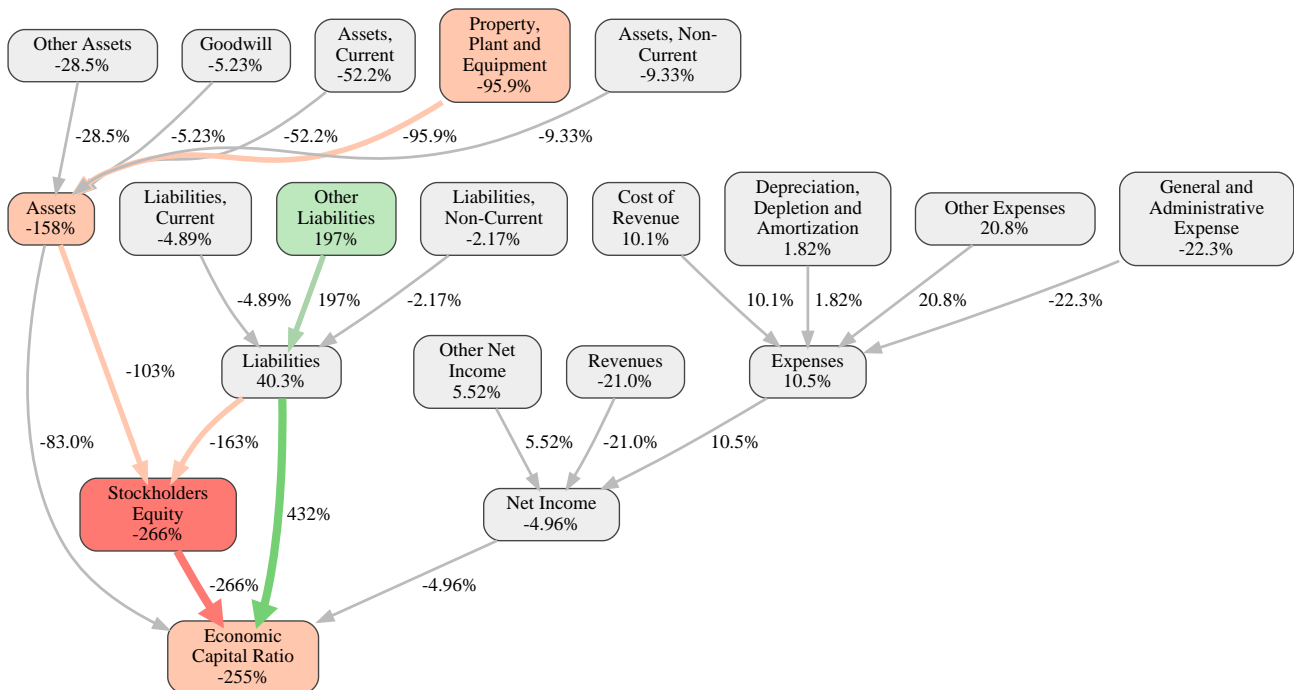 Other Assets
-28.5%
Goodwill
-5.23%
Assets,
Current
-52.2%
Property,
Plant and
Equipment
-95.9%
Assets, Non-
Current
-9.33%
-28.5%
-5.23%
-52.2%
-95.9%
-9.33%
Assets
-158%
Liabilities,
Current
-4.89%
Other
Liabilities
197%
Liabilities,
Non-Current
-2.17%
Cost of
Revenue
10.1%
Depreciation,
Depletion and
Amortization
1.82%
Other Expenses
20.8%
General and
Administrative
Expense
-22.3%
-4.89%
197%
-2.17%
10.1%
1.82%
20.8%
-22.3%
-103%
Liabilities
40.3%
Other Net
Income
5.52%
Revenues
-21.0%
Expenses
10.5%
-83.0%
-163%
5.52%
-21.0%
10.5%
Stockholders
Equity
-266%
432%
Net Income
-4.96%
-266%
-4.96%
Economic
Capital Ratio
-255%